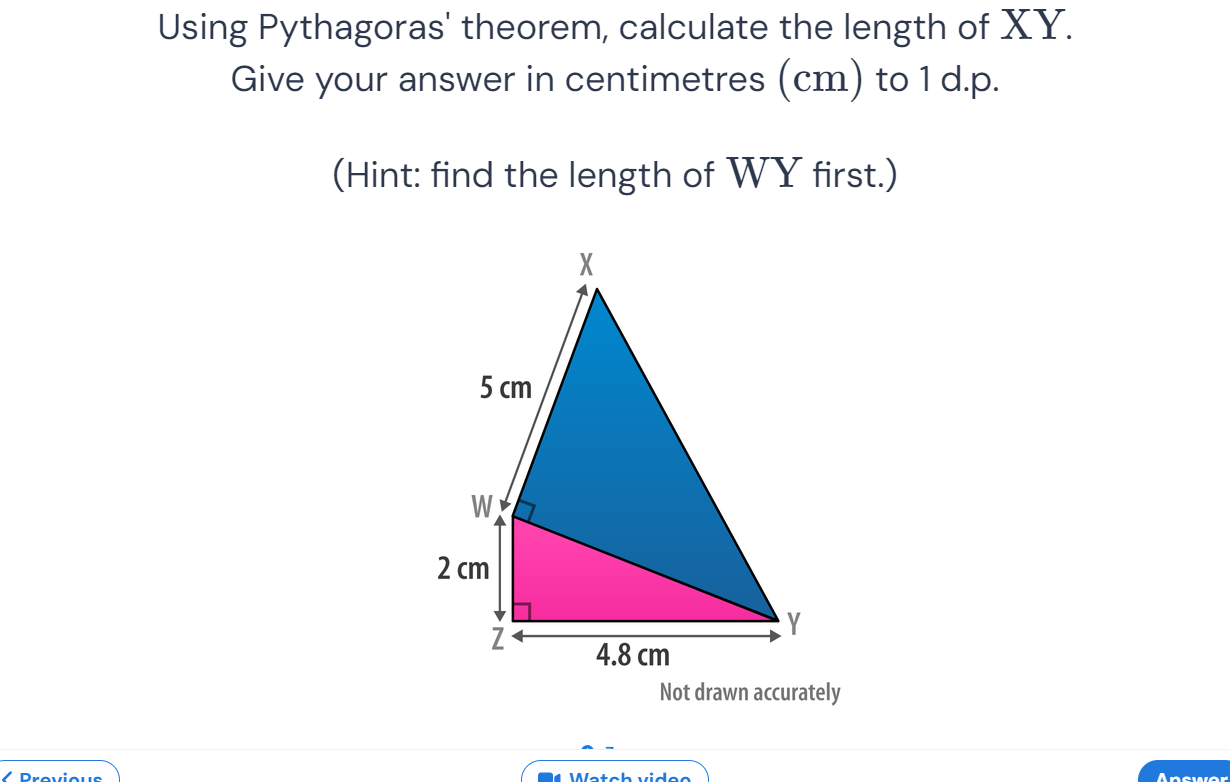 Using Pythagoras' theorem, calculate the length of XY.
Give your answer in centimetres (cm) to 1 d.p.
(Hint: find the length of WY first.)
X
5 cm
W
2 cm
Z
Y
4.8 cm
Not drawn accurately
Previous
Watch video
Answer